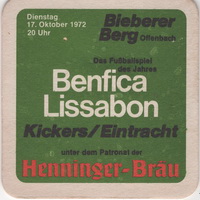 Dienstag
17. Oktober 1972
20 Uhr
Bieberer
Berg Offenbach
Das Fußballspiel
des Jahres
Benfica
Lissabon
Kickers/Eintracht
unter dem Patronat der
Henninger-Bräu